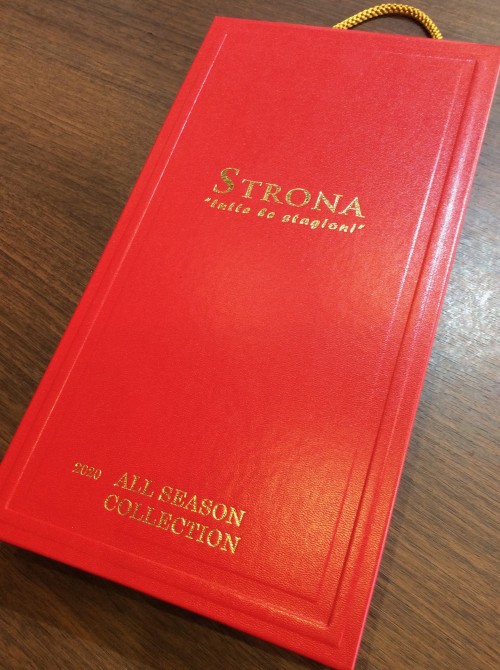 STRONA
"tutte le stagioni"
2020 ALL SEASON
COLLECTION